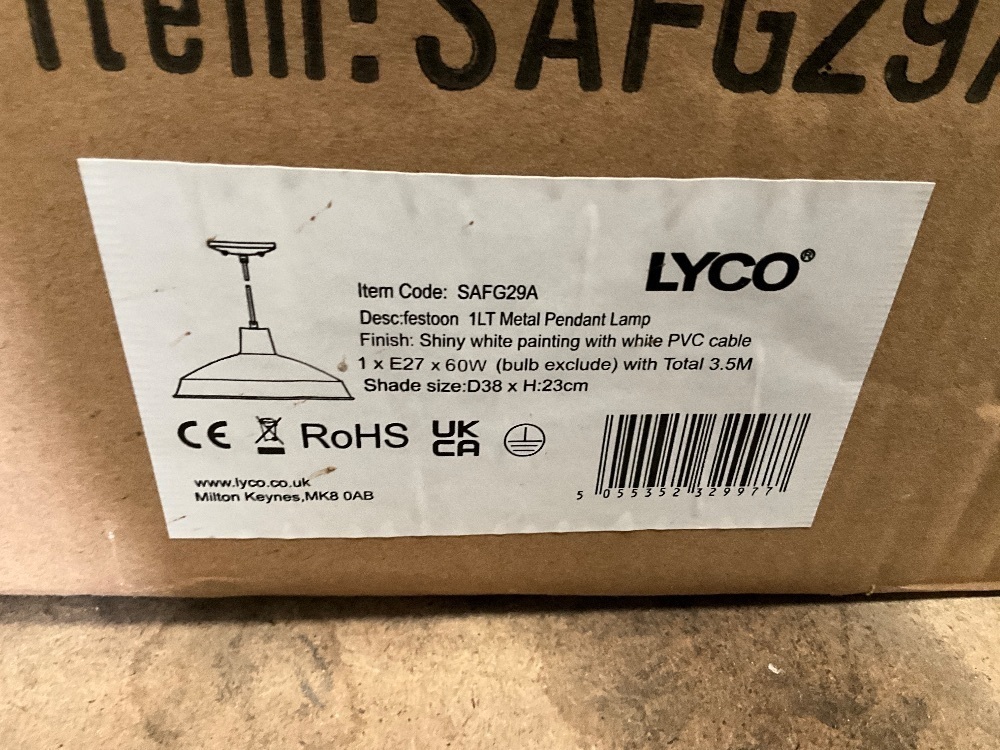 Item: SAFG29A
LYCO®
Item Code: SAFG29A
Desc:festoon 1LT Metal Pendant Lamp
Finish: Shiny white painting with white PVC cable
1 x E27 x 60W (bulb exclude) with Total 3.5M
Shade size:D38 x H:23cm
CE RoHS UK
CA
www.lyco.co.uk
Milton Keynes,MK8 0AB
5 055352 329977